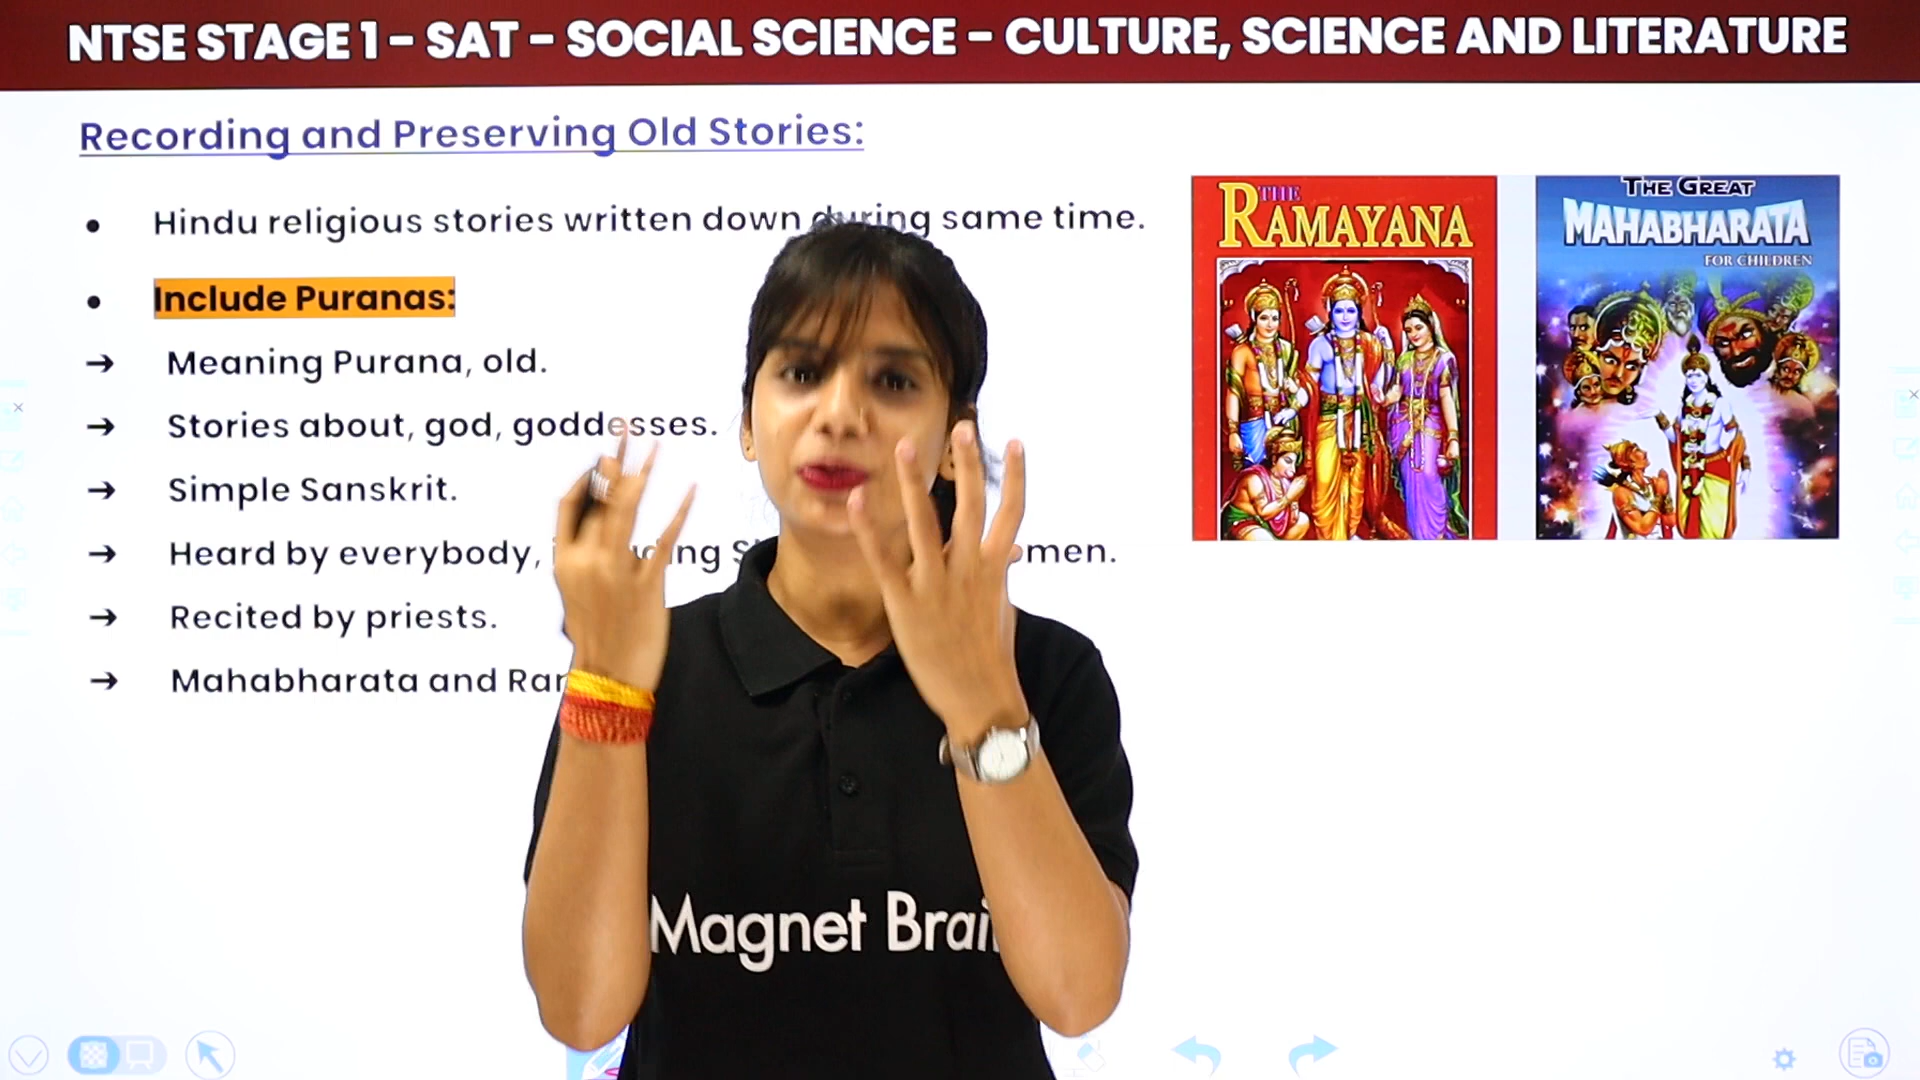 NTSE STAGE 1 – SAT – SOCIAL SCIENCE – CULTURE, SCIENCE AND LITERATURE
Recording and Preserving Old Stories:
• Hindu religious stories written down during same time.
• Include Puranas:
→ Meaning Purana, old.
→ Stories about, god, goddesses.
→ Simple Sanskrit.
→ Heard by everybody,
→ Recited by priests.
→ Mahabharata and
THE
RAMAYANA
THE GREAT
MAHABHARATA
FOR CHILDREN
Magnet